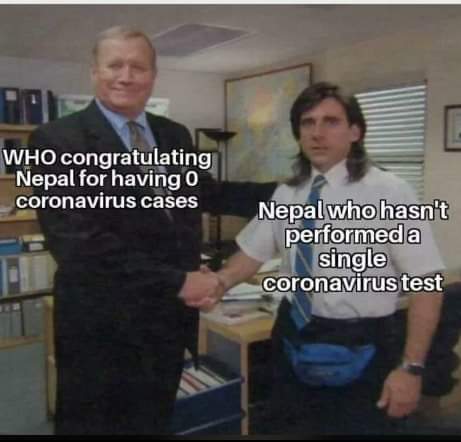 WHO congratulating
Nepal for having 0
coronavirus cases
Nepal who hasn't
performed a
single
coronavirus test